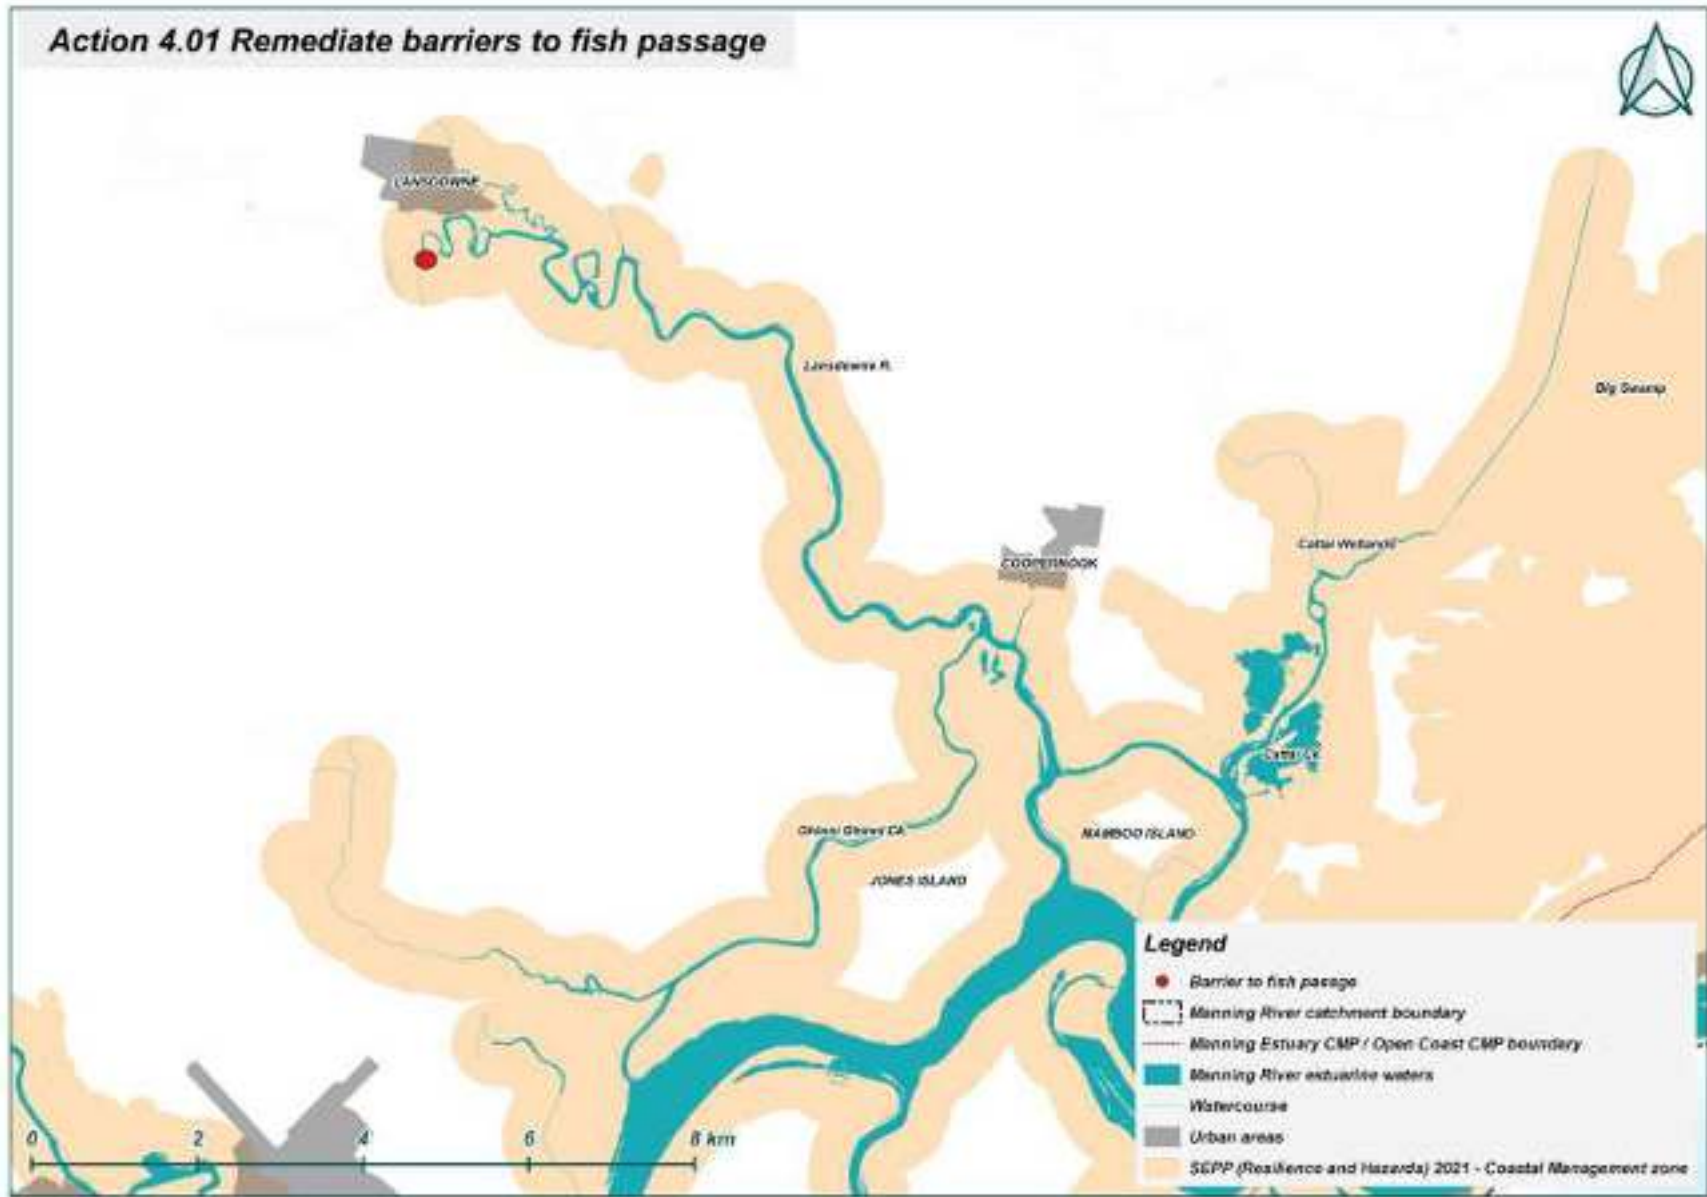 Action 4.01 Remediate barriers to fish passage
LANSDOWNE
Lansdowne R.
Big Swamp
Cattai Wetlands
COOPERNOOK
Cattai Ck
MAMBOO ISLAND
JONES ISLAND
Legend
Barrier to fish passge
Manning River catchment boundary
Manning Estuary CMP / Open Coast CMP boundary
Manning River estuarine waters
Watercourse
Urban areas
SEPP (Resilience and Hazards) 2021 - Coastal Management zone
0 2 4 6 8 km